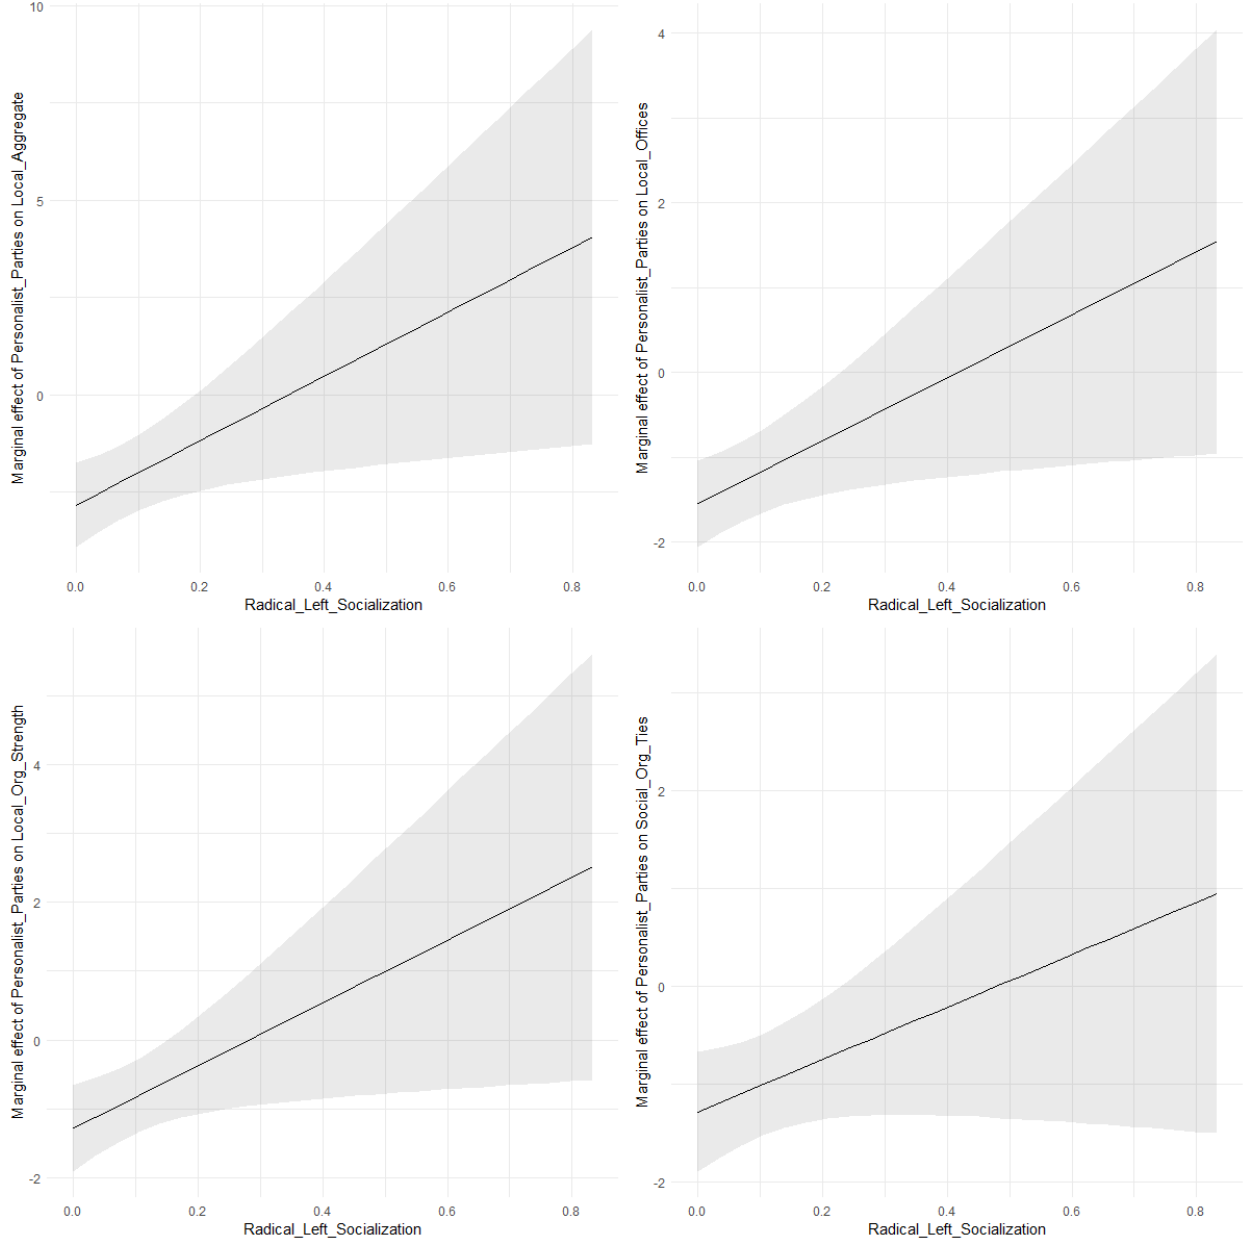 Marginal effect of Personalist_Parties on Local_Aggregate
10
5
0
0.0 0.2 0.4 0.6 0.8
Radical_Left_Socialization
Marginal effect of Personalist_Parties on Local_Offices
4
2
0
-2
0.0 0.2 0.4 0.6 0.8
Radical_Left_Socialization
Marginal effect of Personalist_Parties on Local_Org_Strength
4
2
0
-2
0.0 0.2 0.4 0.6 0.8
Radical_Left_Socialization
Marginal effect of Personalist_Parties on Social_Org_Ties
2
0
-2
0.0 0.2 0.4 0.6 0.8
Radical_Left_Socialization